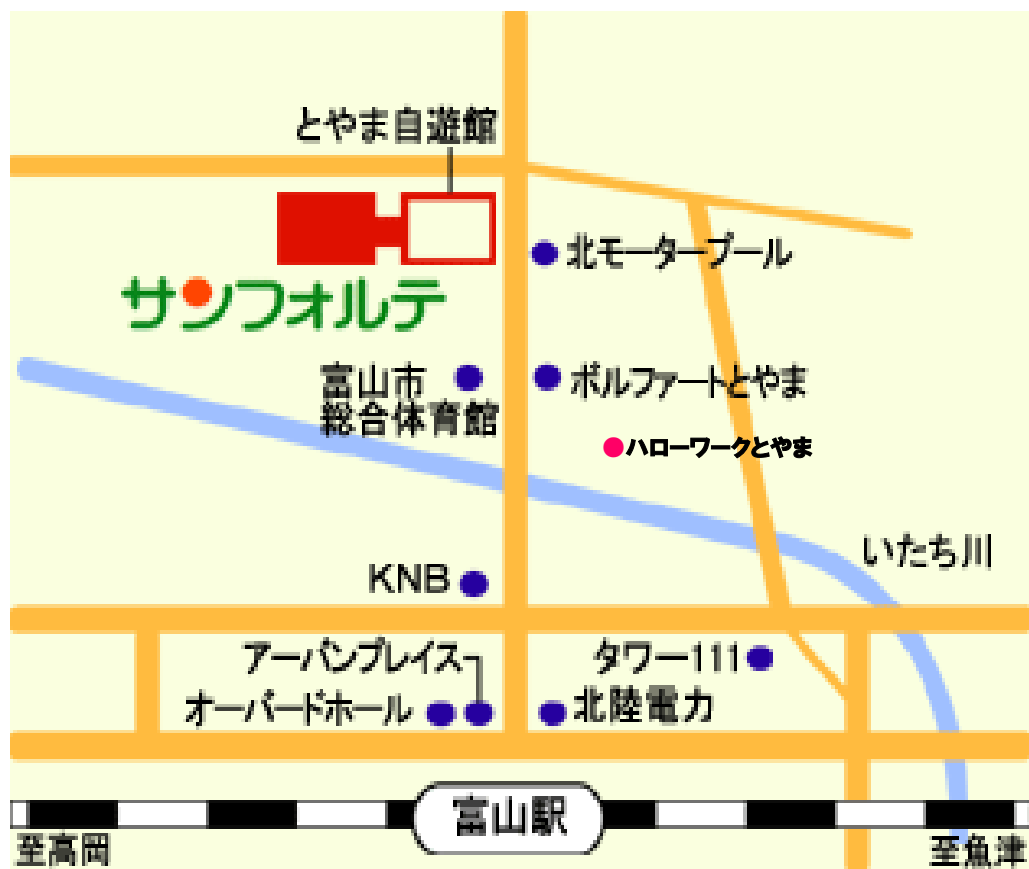 とやま自遊館
北モータープール
サンフォルテ
富山市
総合体育館
ボルファートとやま
ハローワークとやま
いたち川
KNB
アーバンプレイス
タワー111
オーバードホール
北陸電力
富山駅
至高岡
至魚津